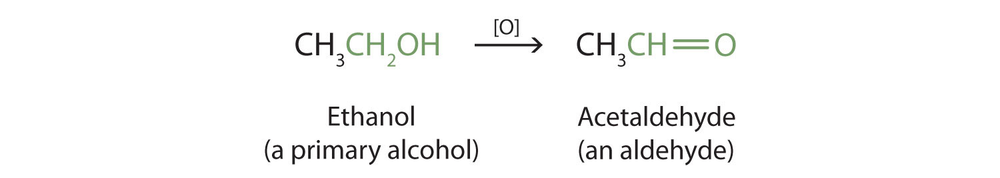 [O]
CH₃CH₂OH → CH₃CH=O
Ethanol Acetaldehyde
(a primary alcohol) (an aldehyde)